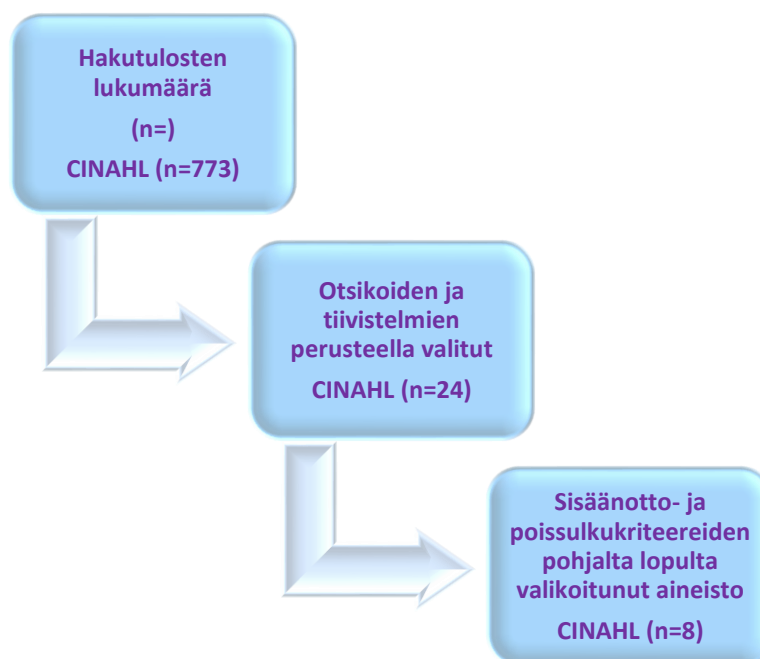 Hakutulosten
lukumäärä
(n=)
CINAHL (n=773)
Otsikoiden ja
tiivistelmien
perusteella valitut
CINAHL (n=24)
Sisäänotto- ja
poissulkukriteereiden
pohjalta lopulta
valikoitunut aineisto
CINAHL (n=8)